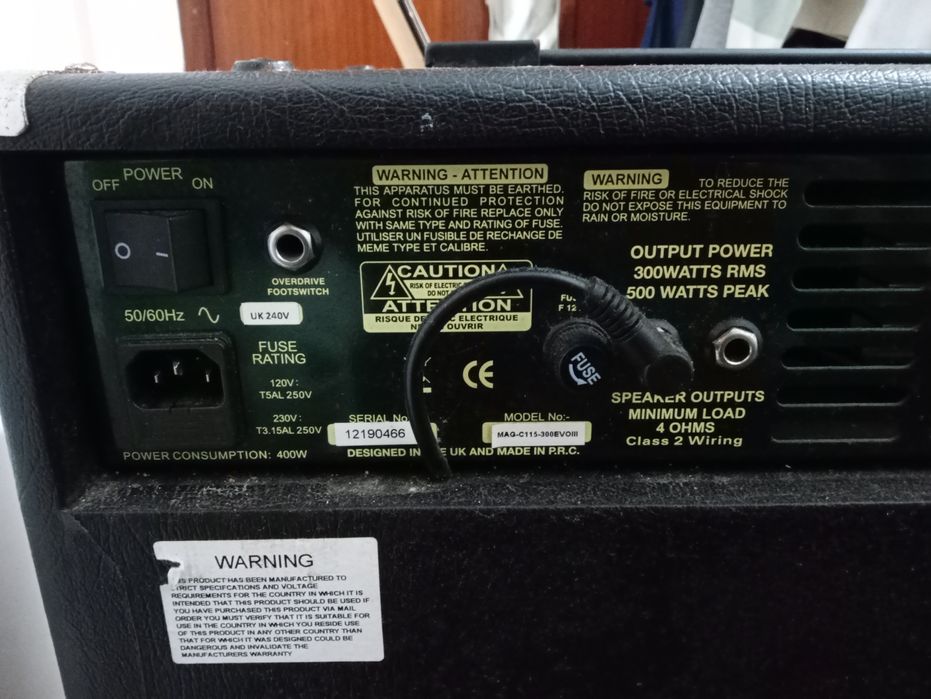 POWER
OFF
ON
OVERDRIVE
FOOTSWITCH
50/60Hz
UK 240V
FUSE
RATING
120V:
T5AL 250V
230V:
T3.15AL 250V
POWER CONSUMPTION: 400W
WARNING - ATTENTION
THIS APPARATUS MUST BE EARTHED.
FOR CONTINUED PROTECTION
AGAINST RISK OF FIRE REPLACE ONLY
WITH SAME TYPE AND RATING OF FUSE.
UTILISER UN FUSIBLE DE RECHANGE DE
MEME TYPE ET CALIBRE.
CAUTION
RISK OF ELECTRIC
DO NOT
RISQUE DE ELECTRIQUE
OUVRIR
SERIAL No
12190466
DESIGNED IN UK AND MADE IN P.R.C.
CE
MODEL No:-
MAG-C115-300EVOIII
WARNING TO REDUCE THE
RISK OF FIRE OR ELECTRICAL SHOCK
DO NOT EXPOSE THIS EQUIPMENT TO
RAIN OR MOISTURE.
OUTPUT POWER
300WATTS RMS
500 WATTS PEAK
FUSE
SPEAKER OUTPUTS
MINIMUM LOAD
4 OHMS
Class 2 Wiring
WARNING
PRODUCT HAS BEEN MANUFACTURED TO
SPECIFCATIONS AND VOLTAGE
REQUIREMENTS FOR THE COUNTRY IN WHICH IT IS
INTENDED THAT THIS PRODUCT SHOULD BE USED IF
YOU HAVE PURCHASED THIS PRODUCT VIA MAIL
ORDER YOU MUST VERIFY THAT IT IS SUITABLE FOR
USE IN THE COUNTRY IN WHICH YOU RESIDE USE
OF THIS PRODUCT IN ANY OTHER COUNTRY THAN
THAT FOR WHICH IT WAS DESIGNED COULD BE
DANGEROUS AND INVALIDATE THE
MANUFACTURERS WARRANTY